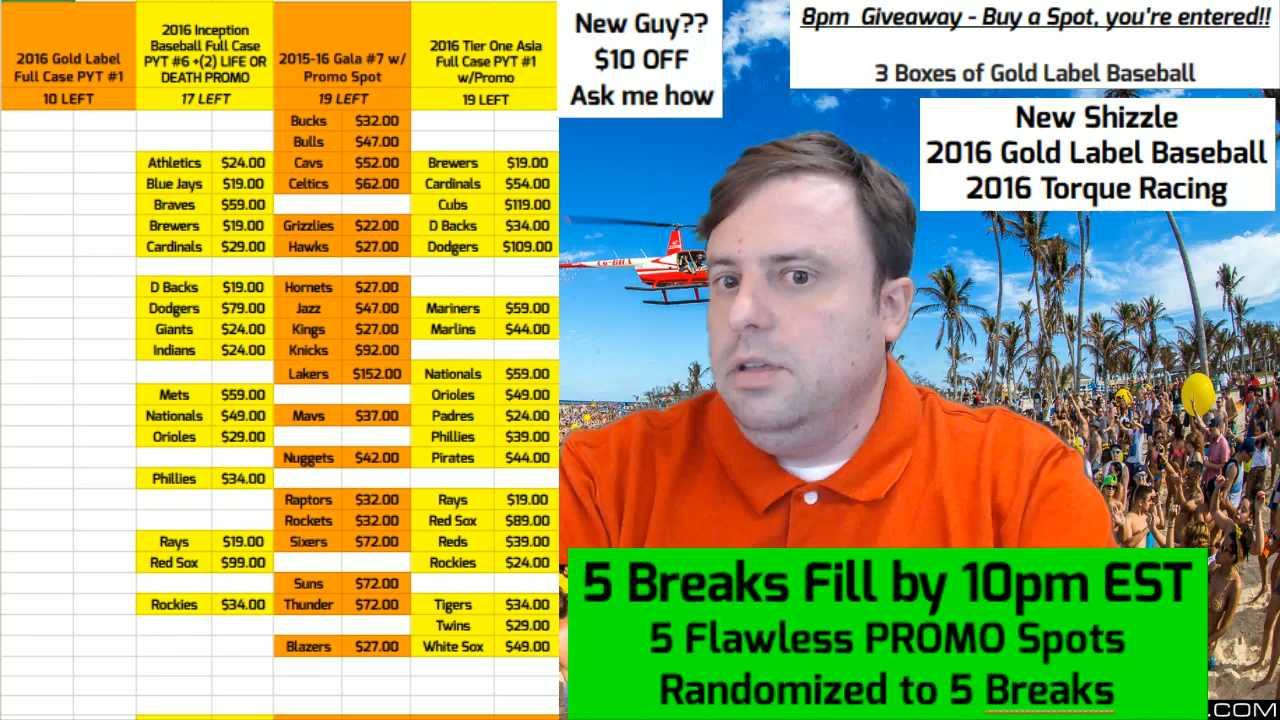 2016 Gold Label
Full Case PYT #1
10 LEFT
2016 Inception
Baseball Full Case
PYT #6 +(2) LIFE OR
DEATH PROMO
17 LEFT
Athletics $24.00
Blue Jays $19.00
Braves $59.00
Brewers $19.00
Cardinals $29.00
D Backs $19.00
Dodgers $79.00
Giants $24.00
Indians $24.00
Mets $59.00
Nationals $49.00
Orioles $29.00
Phillies $34.00
Rays $19.00
Red Sox $99.00
Rockies $34.00
2015-16 Gala #7 w/
Promo Spot
19 LEFT
Bucks $32.00
Bulls $47.00
Cavs $52.00
Celtics $62.00
Grizzlies $22.00
Hawks $27.00
Hornets $27.00
Jazz $47.00
Kings $27.00
Knicks $92.00
Lakers $152.00
Mavs $37.00
Nuggets $42.00
Raptors $32.00
Rockets $32.00
Sixers $72.00
Suns $72.00
Thunder $72.00
Blazers $27.00
2016 Tier One Asia
Full Case PYT #1
w/Promo
19 LEFT
Brewers $19.00
Cardinals $54.00
Cubs $119.00
D Backs $34.00
Dodgers $109.00
Mariners $59.00
Marlins $44.00
Nationals $59.00
Orioles $49.00
Padres $24.00
Phillies $39.00
Pirates $44.00
Rays $19.00
Red Sox $89.00
Reds $39.00
Rockies $24.00
Tigers $34.00
Twins $29.00
White Sox $49.00
New Guy??
$10 OFF
Ask me how
8pm Giveaway - Buy a Spot, you're entered!!
3 Boxes of Gold Label Baseball
New Shizzle
2016 Gold Label Baseball
2016 Torque Racing
5 Breaks Fill by 10pm EST
5 Flawless PROMO Spots
Randomized to 5 Breaks
.COM